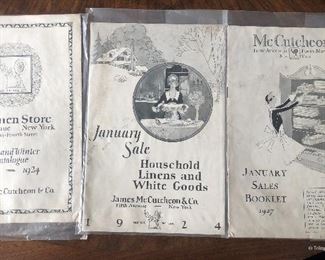 nen Store
nue New York
y-Fourth Street
and Winter
atalogue
1924
Cutcheon & Co.
January
Sale
Household
Linens and
White Goods
James McCutcheon & Co.
Fifth Avenue New York
1 9 2 4
McCutcheon
JANUARY
SALES
BOOKLET
1927